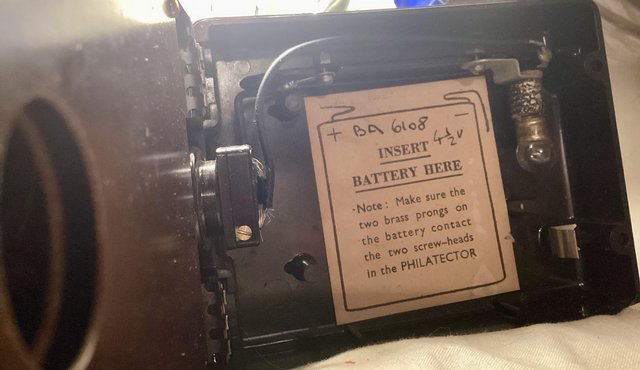 + BA 6108 4½V -
INSERT
BATTERY HERE
Note: Make sure the
two brass prongs on
the battery contact
the two screw-heads
in the PHILATECTOR